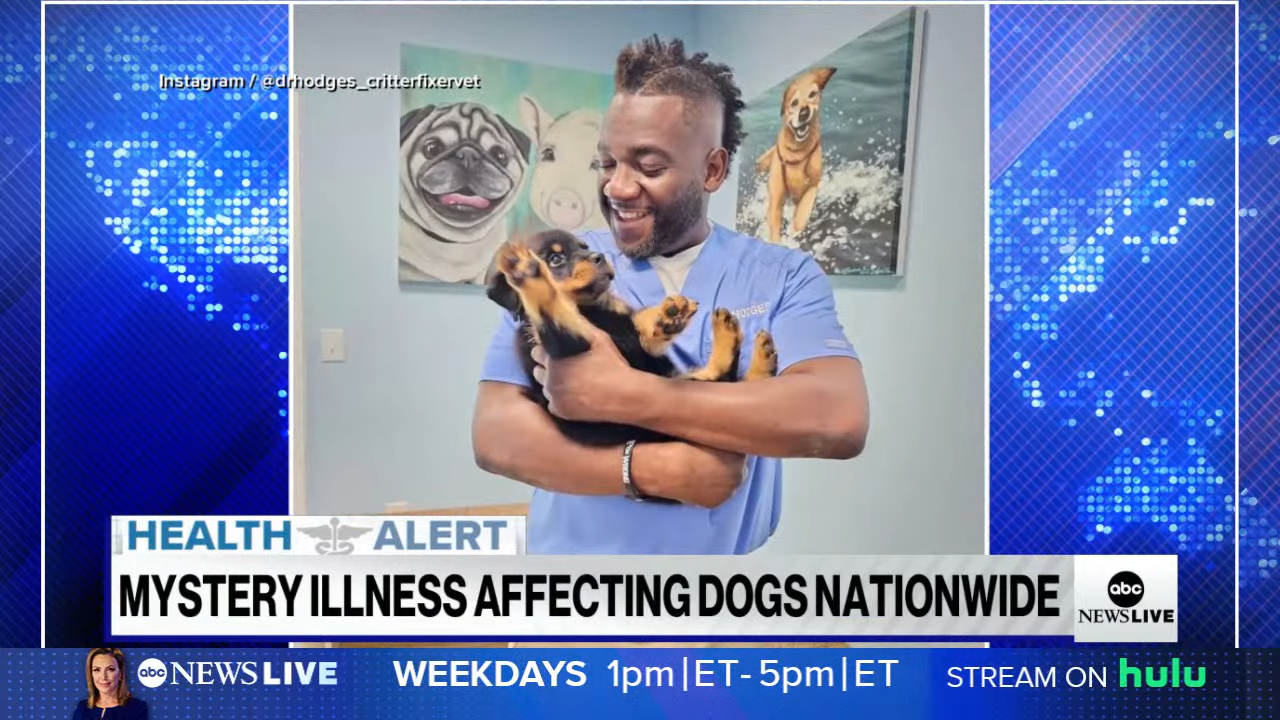 Instagram / @drhodges_critterfixervet
HEALTH ALERT
MYSTERY ILLNESS AFFECTING DOGS NATIONWIDE
abc
NEWS LIVE
abc NEWS LIVE
WEEKDAYS 1pm|ET-5pm|ET
STREAM ON hulu